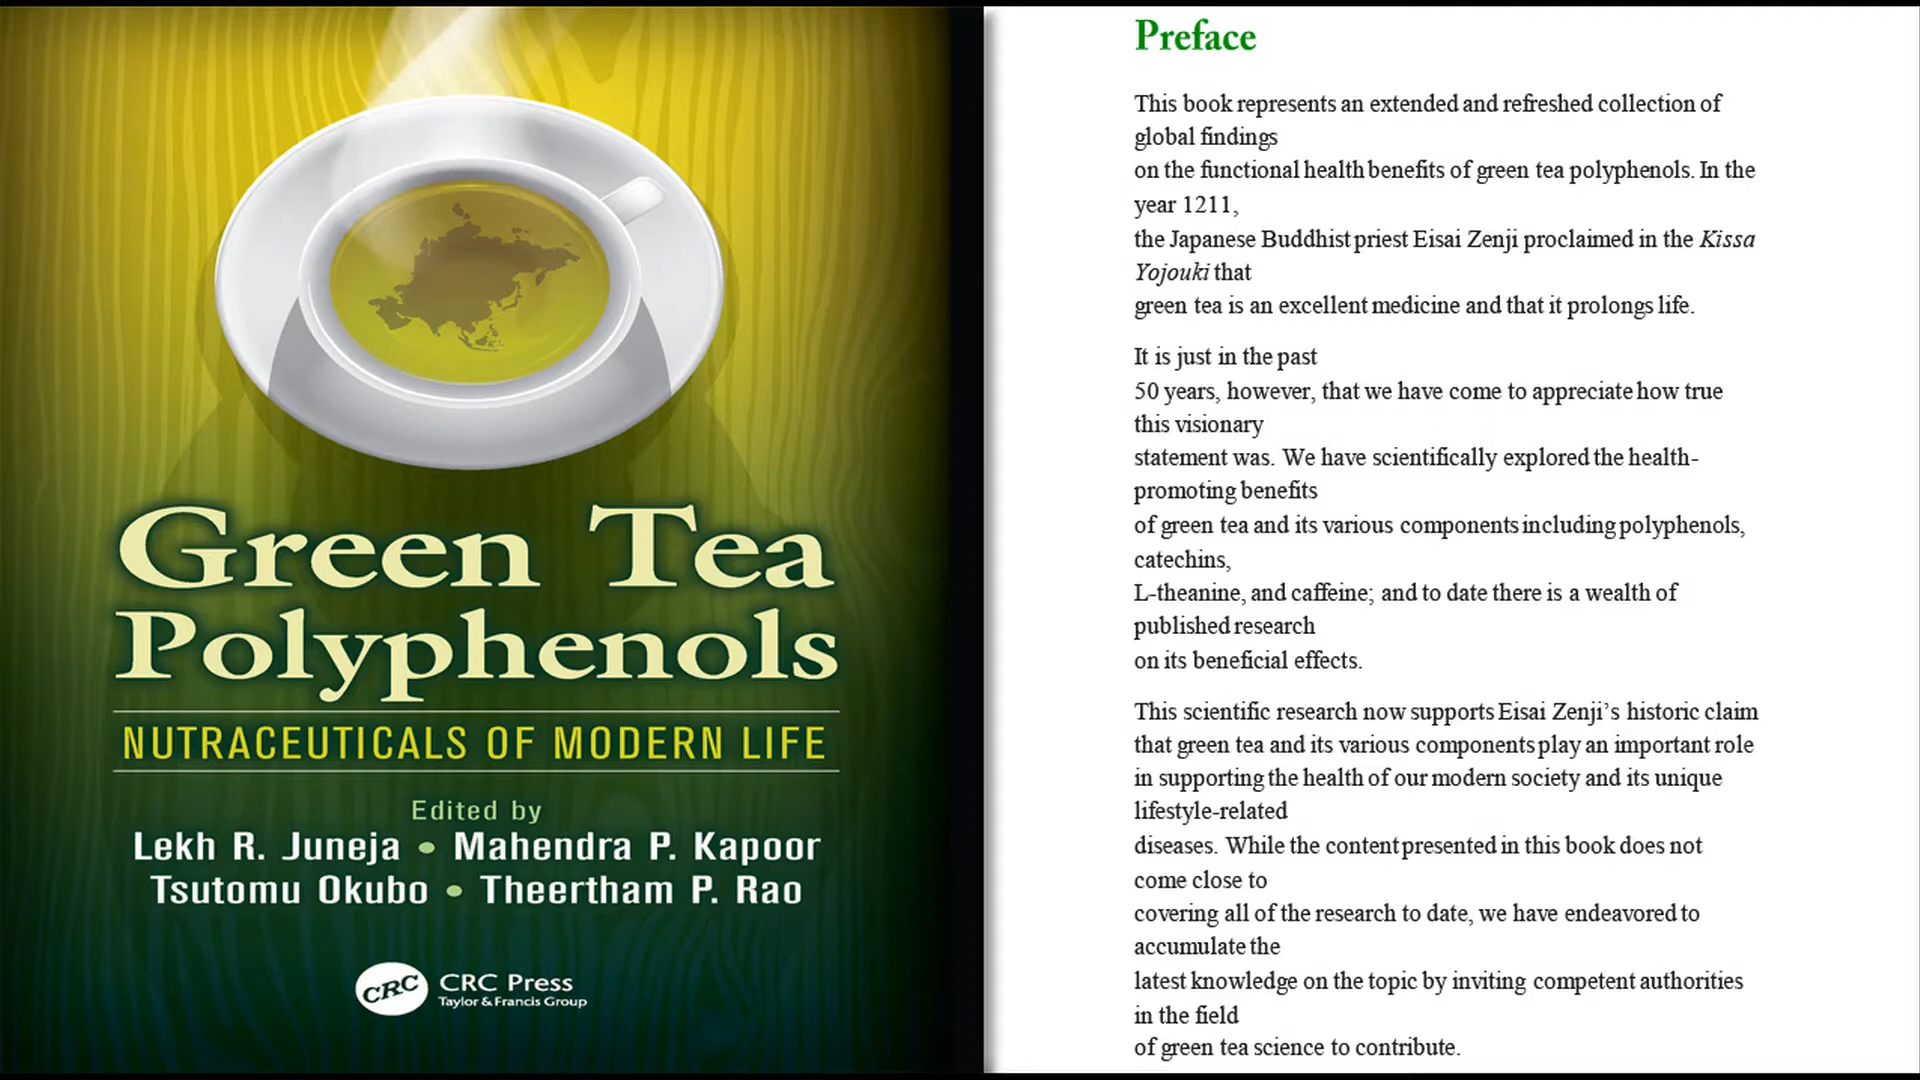 Green Tea
Polyphenols
NUTRACEUTICALS OF MODERN LIFE
Edited by
Lekh R. Juneja • Mahendra P. Kapoor
Tsutomu Okubo • Theertham P. Rao
CRC
CRC Press
Taylor & Francis Group
Preface
This book represents an extended and refreshed collection of
global findings
on the functional health benefits of green tea polyphenols. In the
year 1211,
the Japanese Buddhist priest Eisai Zenji proclaimed in the Kissa
Yojouki that
green tea is an excellent medicine and that it prolongs life.
It is just in the past
50 years, however, that we have come to appreciate how true
this visionary
statement was. We have scientifically explored the health-
promoting benefits
of green tea and its various components including polyphenols,
catechins,
L-theanine, and caffeine; and to date there is a wealth of
published research
on its beneficial effects.
This scientific research now supports Eisai Zenji's historic claim
that green tea and its various components play an important role
in supporting the health of our modern society and its unique
lifestyle-related
diseases. While the content presented in this book does not
come close to
covering all of the research to date, we have endeavored to
accumulate the
latest knowledge on the topic by inviting competent authorities
in the field
of green tea science to contribute.